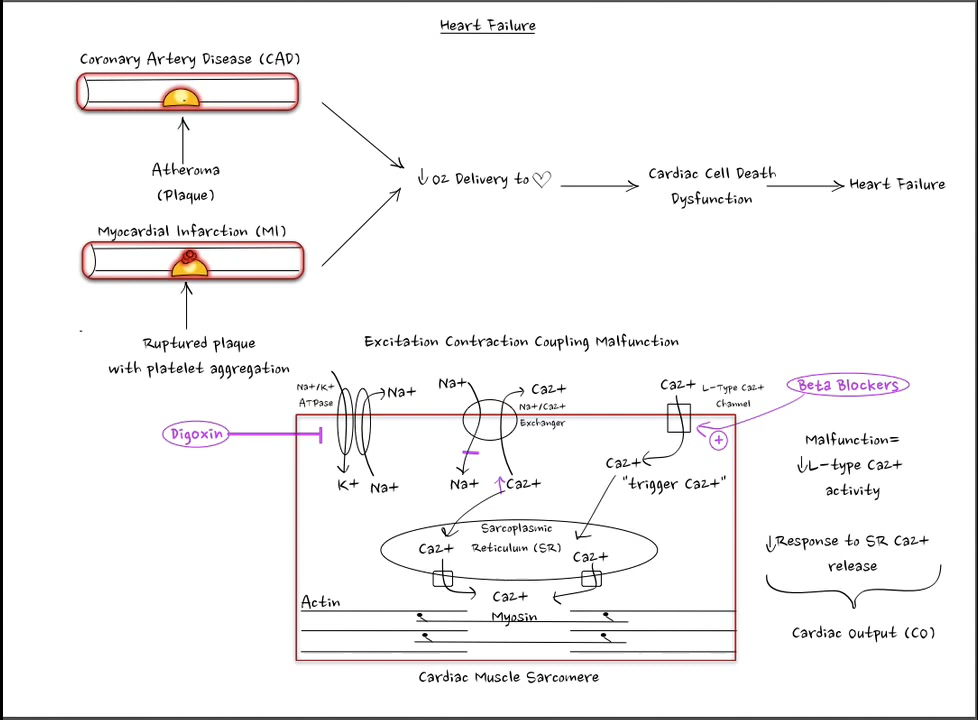 Heart Failure
Coronary Artery Disease (CAD)
Atheroma
(Plaque)
Myocardial Infarction (MI)
Ruptured plaque
with platelet aggregation
↓ O2 Delivery to ♡
Cardiac Cell Death
Dysfunction
Heart Failure
Excitation Contraction Coupling Malfunction
Na+/K+
ATPase
Na+
K+
Na+
Digoxin
Na+
Ca2+
Na+/Ca2+
Exchanger
Na+
↑Ca2+
Ca2+
L-Type Ca2+
Channel
Ca2+
"trigger Ca2+"
Beta Blockers
+
Sarcoplasmic
Reticulum (SR)
Ca2+
Ca2+
Ca2+
Actin
Myosin
Cardiac Muscle Sarcomere
Malfunction=
↓L-type Ca2+
activity
↓Response to SR Ca2+
release
Cardiac Output (CO)